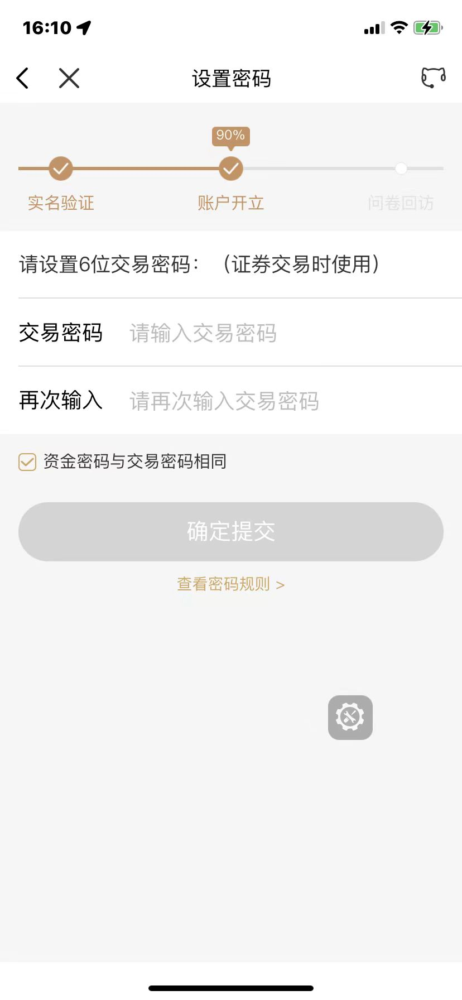 16:10
设置密码
90%
实名验证 账户开立 问卷回访
请设置6位交易密码：（证券交易时使用）
交易密码 请输入交易密码
再次输入 请再次输入交易密码
资金密码与交易密码相同
确定提交
查看密码规则 >